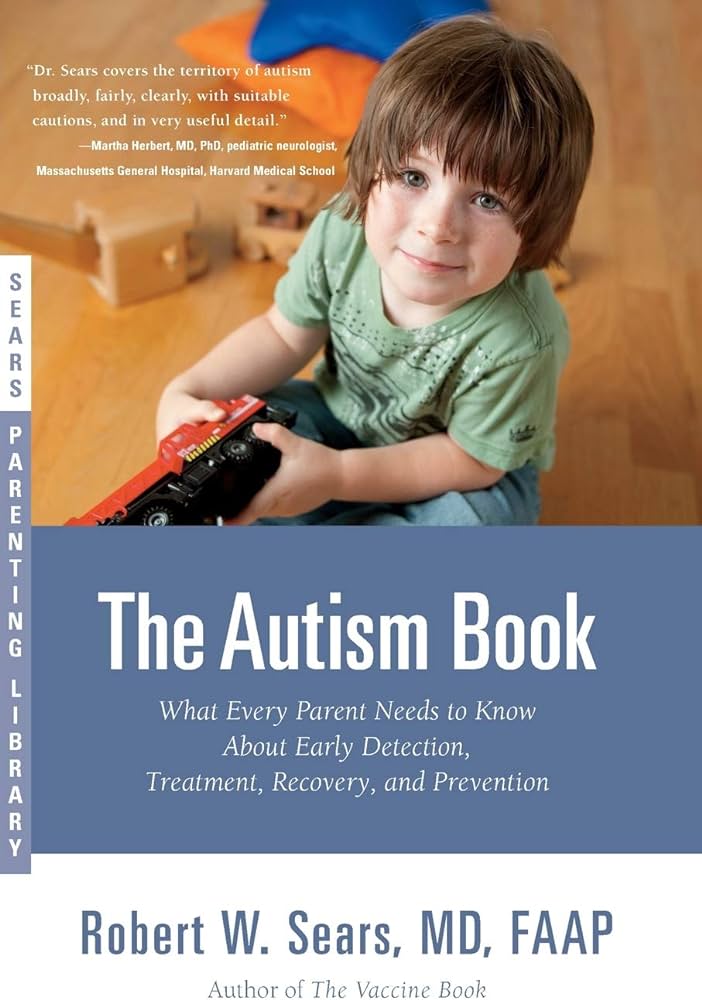 “Dr. Sears covers the territory of autism
broadly, fairly, clearly, with suitable
cautions, and in very useful detail.”
—Martha Herbert, MD, PhD, pediatric neurologist,
Massachusetts General Hospital, Harvard Medical School
SEARS PARENTING LIBRARY
The Autism Book
What Every Parent Needs to Know
About Early Detection,
Treatment, Recovery, and Prevention
Robert W. Sears, MD, FAAP
Author of The Vaccine Book